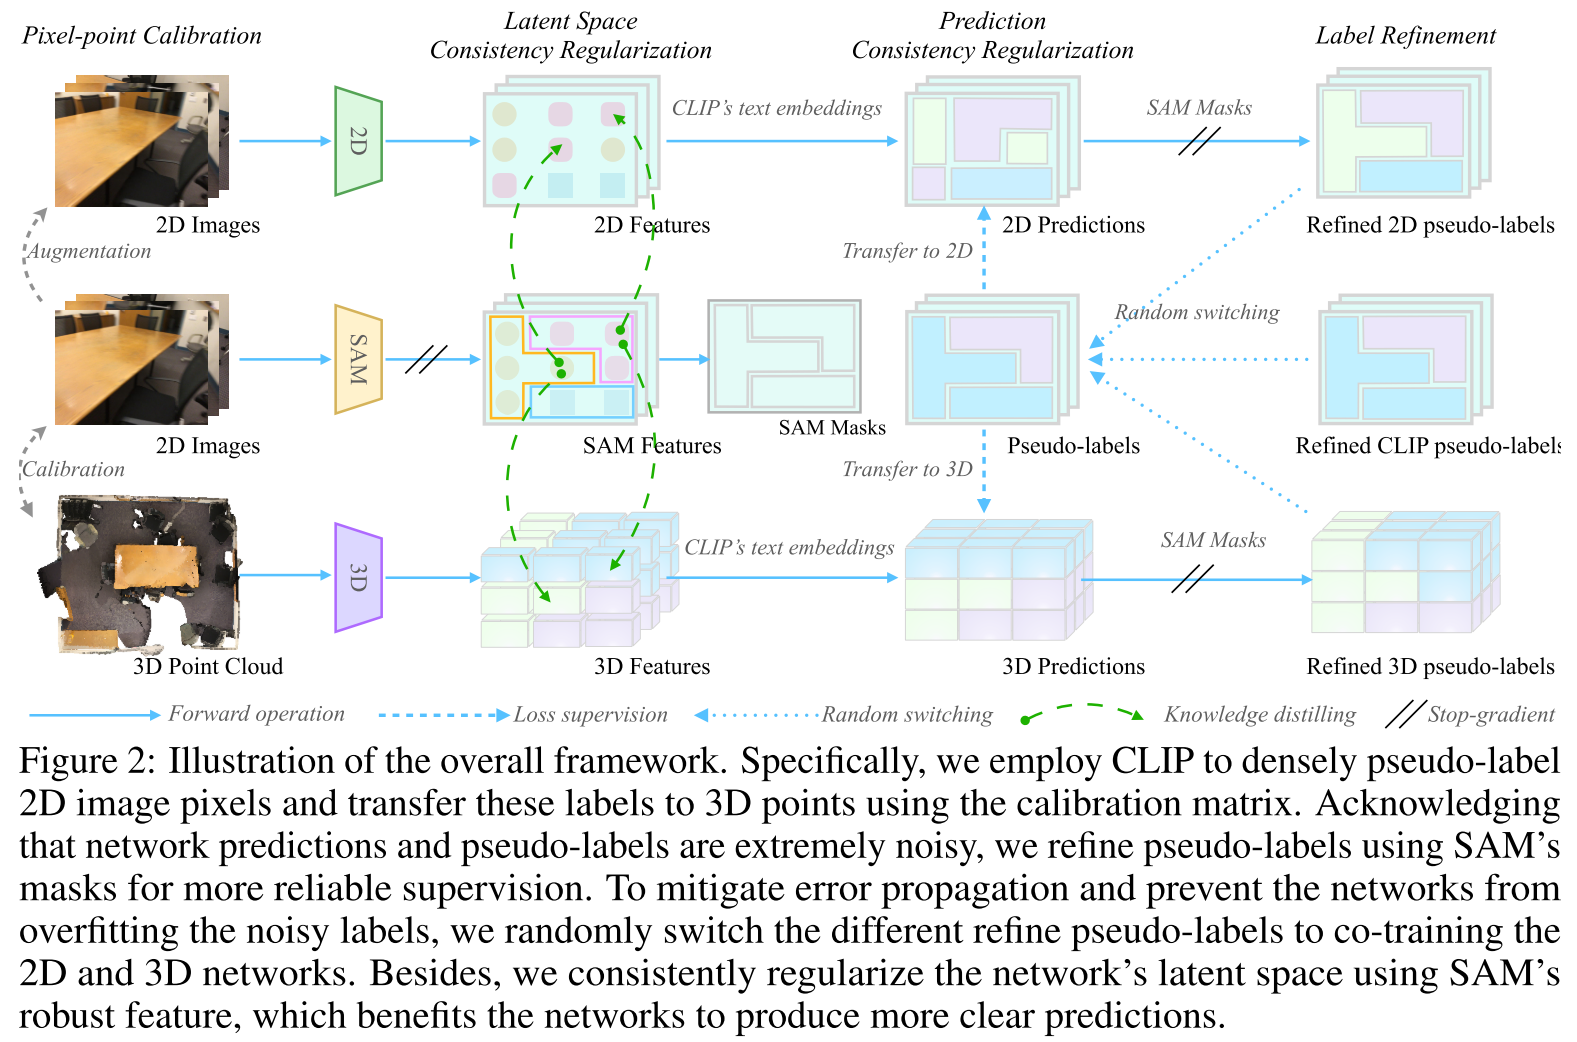 Pixel-point Calibration
Latent Space
Consistency Regularization
Prediction
Consistency Regularization
Label Refinement
2D
CLIP's text embeddings
SAM Masks
2D Images
2D Features
2D Predictions
Refined 2D pseudo-labels
Augmentation
Transfer to 2D
Random switching
SAM
2D Images
SAM Features
SAM Masks
Pseudo-labels
Refined CLIP pseudo-labels
Calibration
Transfer to 3D
3D
CLIP's text embeddings
SAM Masks
3D Point Cloud
3D Features
3D Predictions
Refined 3D pseudo-labels
Forward operation
Loss supervision
Random switching
Knowledge distilling
Stop-gradient
Figure 2: Illustration of the overall framework. Specifically, we employ CLIP to densely pseudo-label
2D image pixels and transfer these labels to 3D points using the calibration matrix. Acknowledging
that network predictions and pseudo-labels are extremely noisy, we refine pseudo-labels using SAM's
masks for more reliable supervision. To mitigate error propagation and prevent the networks from
overfitting the noisy labels, we randomly switch the different refine pseudo-labels to co-training the
2D and 3D networks. Besides, we consistently regularize the network's latent space using SAM's
robust feature, which benefits the networks to produce more clear predictions.